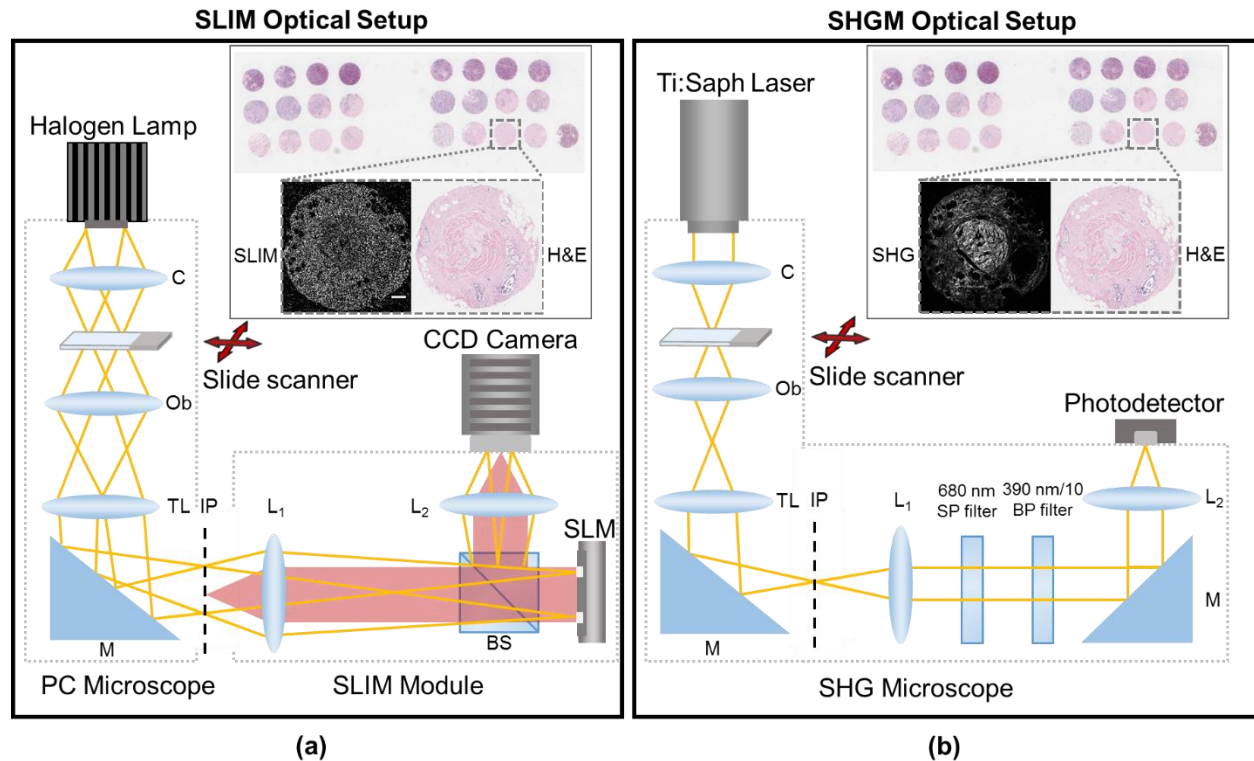 SLIM Optical Setup
Halogen Lamp
SLIM
H&E
C
CCD Camera
Slide scanner
Ob
TL
IP
L1
L2
SLM
M
BS
PC Microscope
SLIM Module
(a)
SHGM Optical Setup
Ti:Saph Laser
SHG
H&E
C
Slide scanner
Ob
Photodetector
TL
IP
L1
680 nm
SP filter
390 nm/10
BP filter
L2
M
M
SHG Microscope
(b)